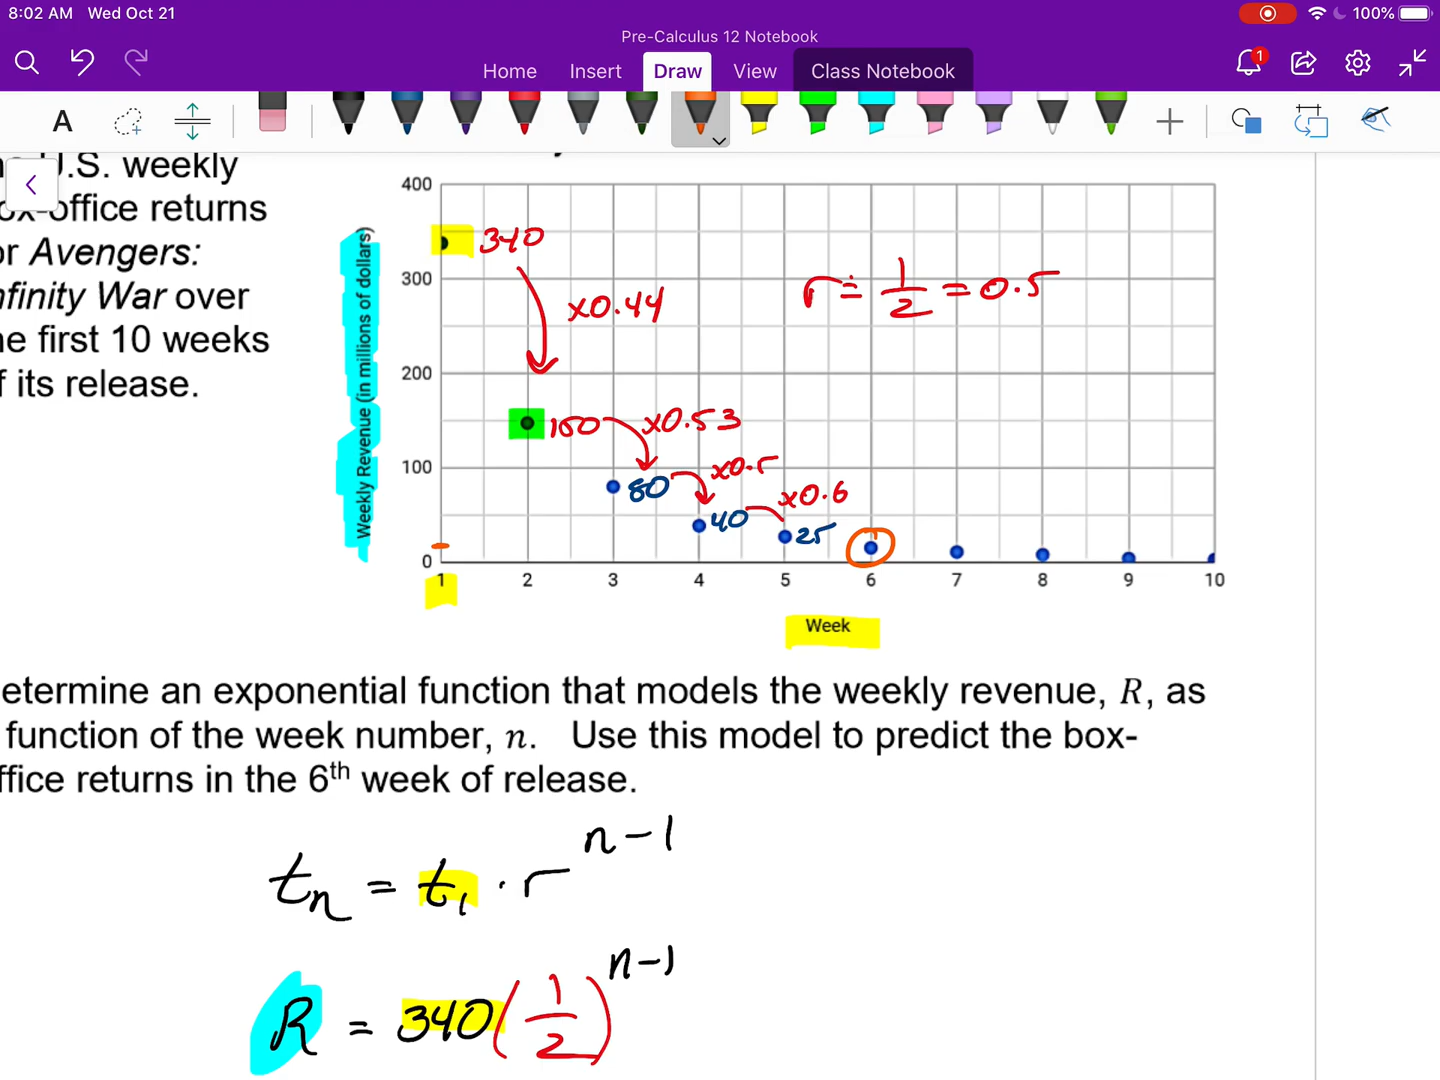 8:02 AM Wed Oct 21
100%
Pre-Calculus 12 Notebook
Home Insert Draw View Class Notebook
1
A
U.S. weekly
ox-office returns
or Avengers:
nfinity War over
e first 10 weeks
f its release.
Weekly Revenue (in millions of dollars)
400
300
200
100
0
340
x0.44
r ≐ 1/2 = 0.5
150
x0.53
80
x0.5
40
x0.6
25
1 2 3 4 5 6 7 8 9 10
Week
etermine an exponential function that models the weekly revenue, R, as
function of the week number, n. Use this model to predict the box-
ffice returns in the 6th week of release.
tn = t1 · r^n-1
R = 340(1/2)^n-1